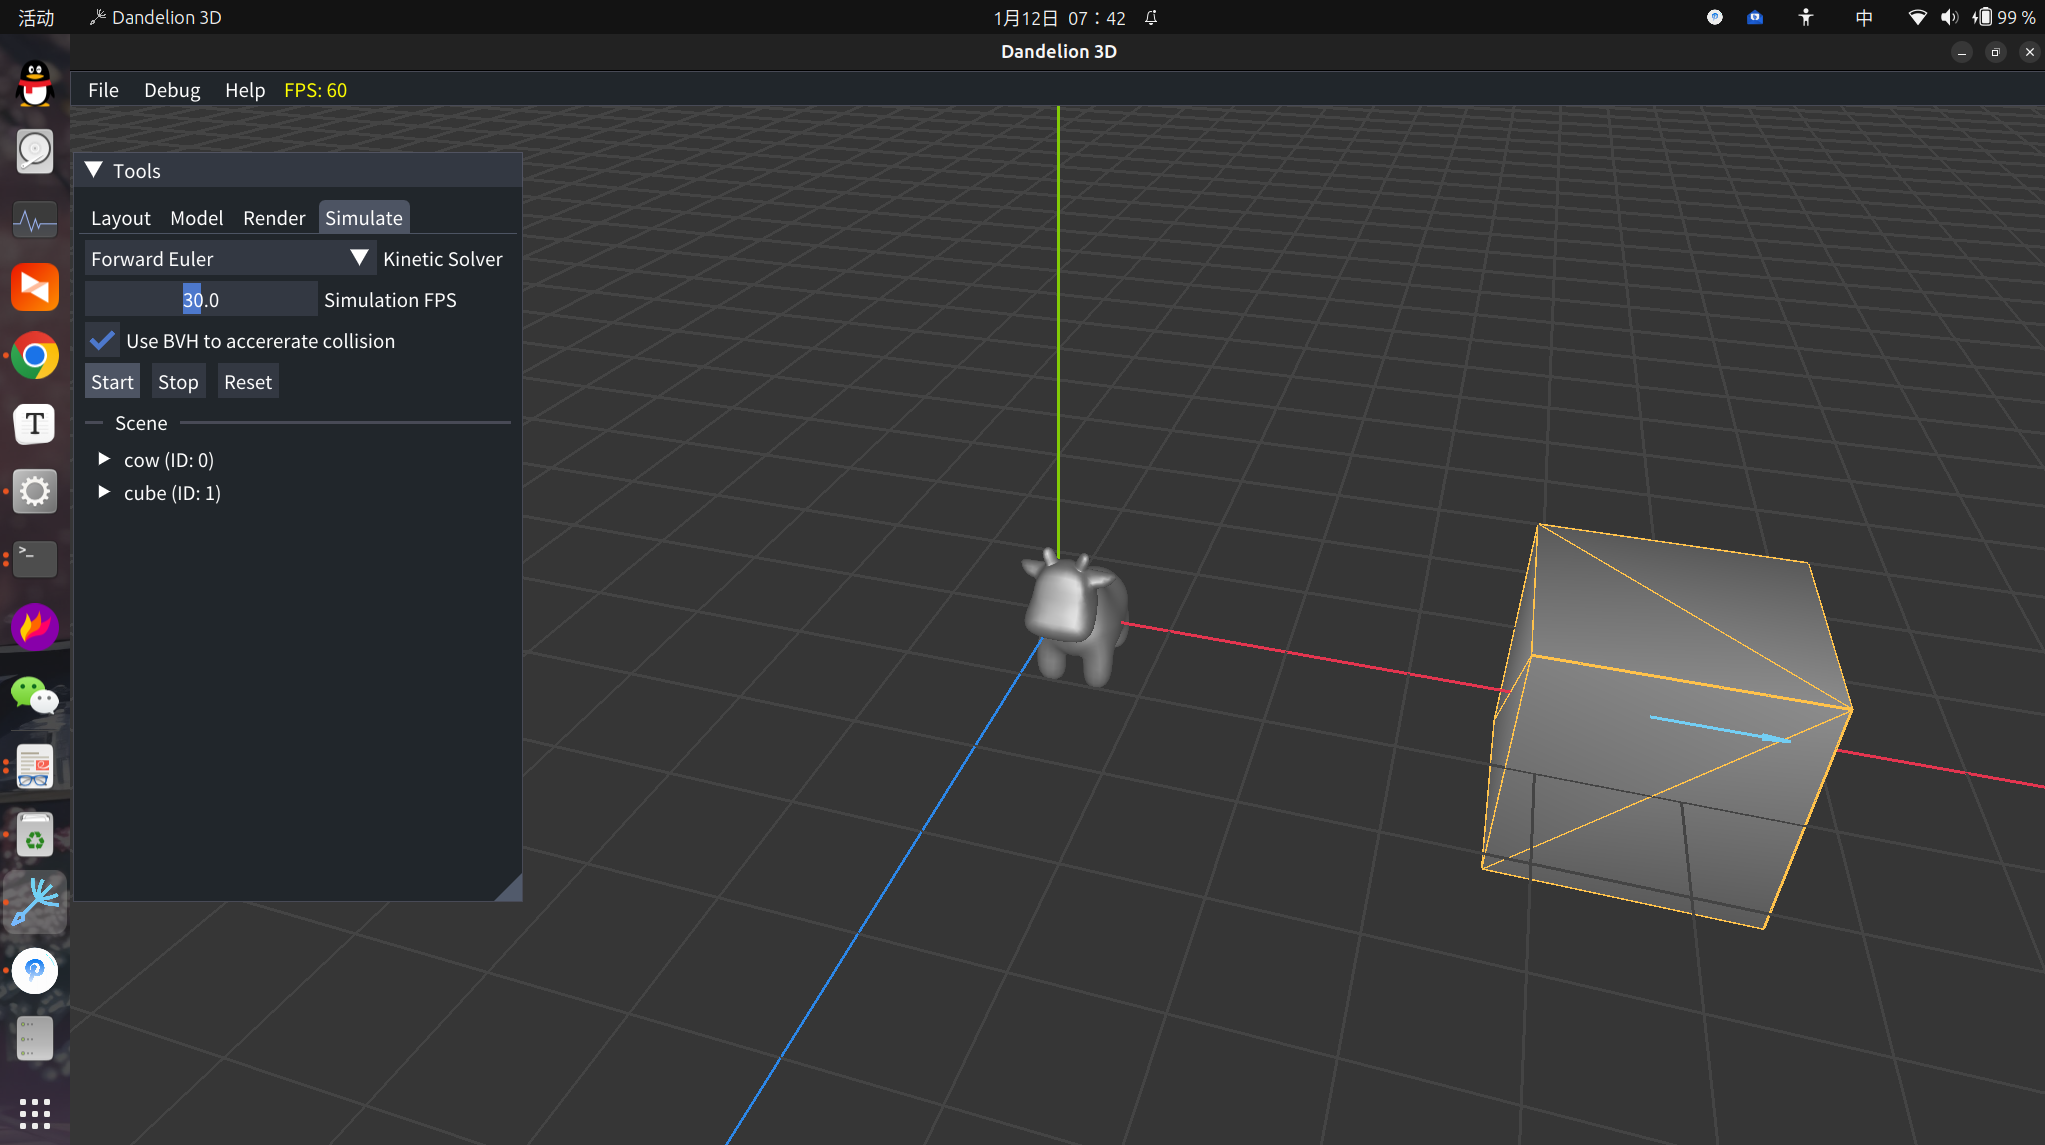 活动 Dandelion 3D 1月12日 07：42 中 99 %
Dandelion 3D
File Debug Help FPS: 60
Tools
Layout Model Render Simulate
Forward Euler Kinetic Solver
30.0 Simulation FPS
Use BVH to accererate collision
Start Stop Reset
Scene
cow (ID: 0)
cube (ID: 1)
T
>_